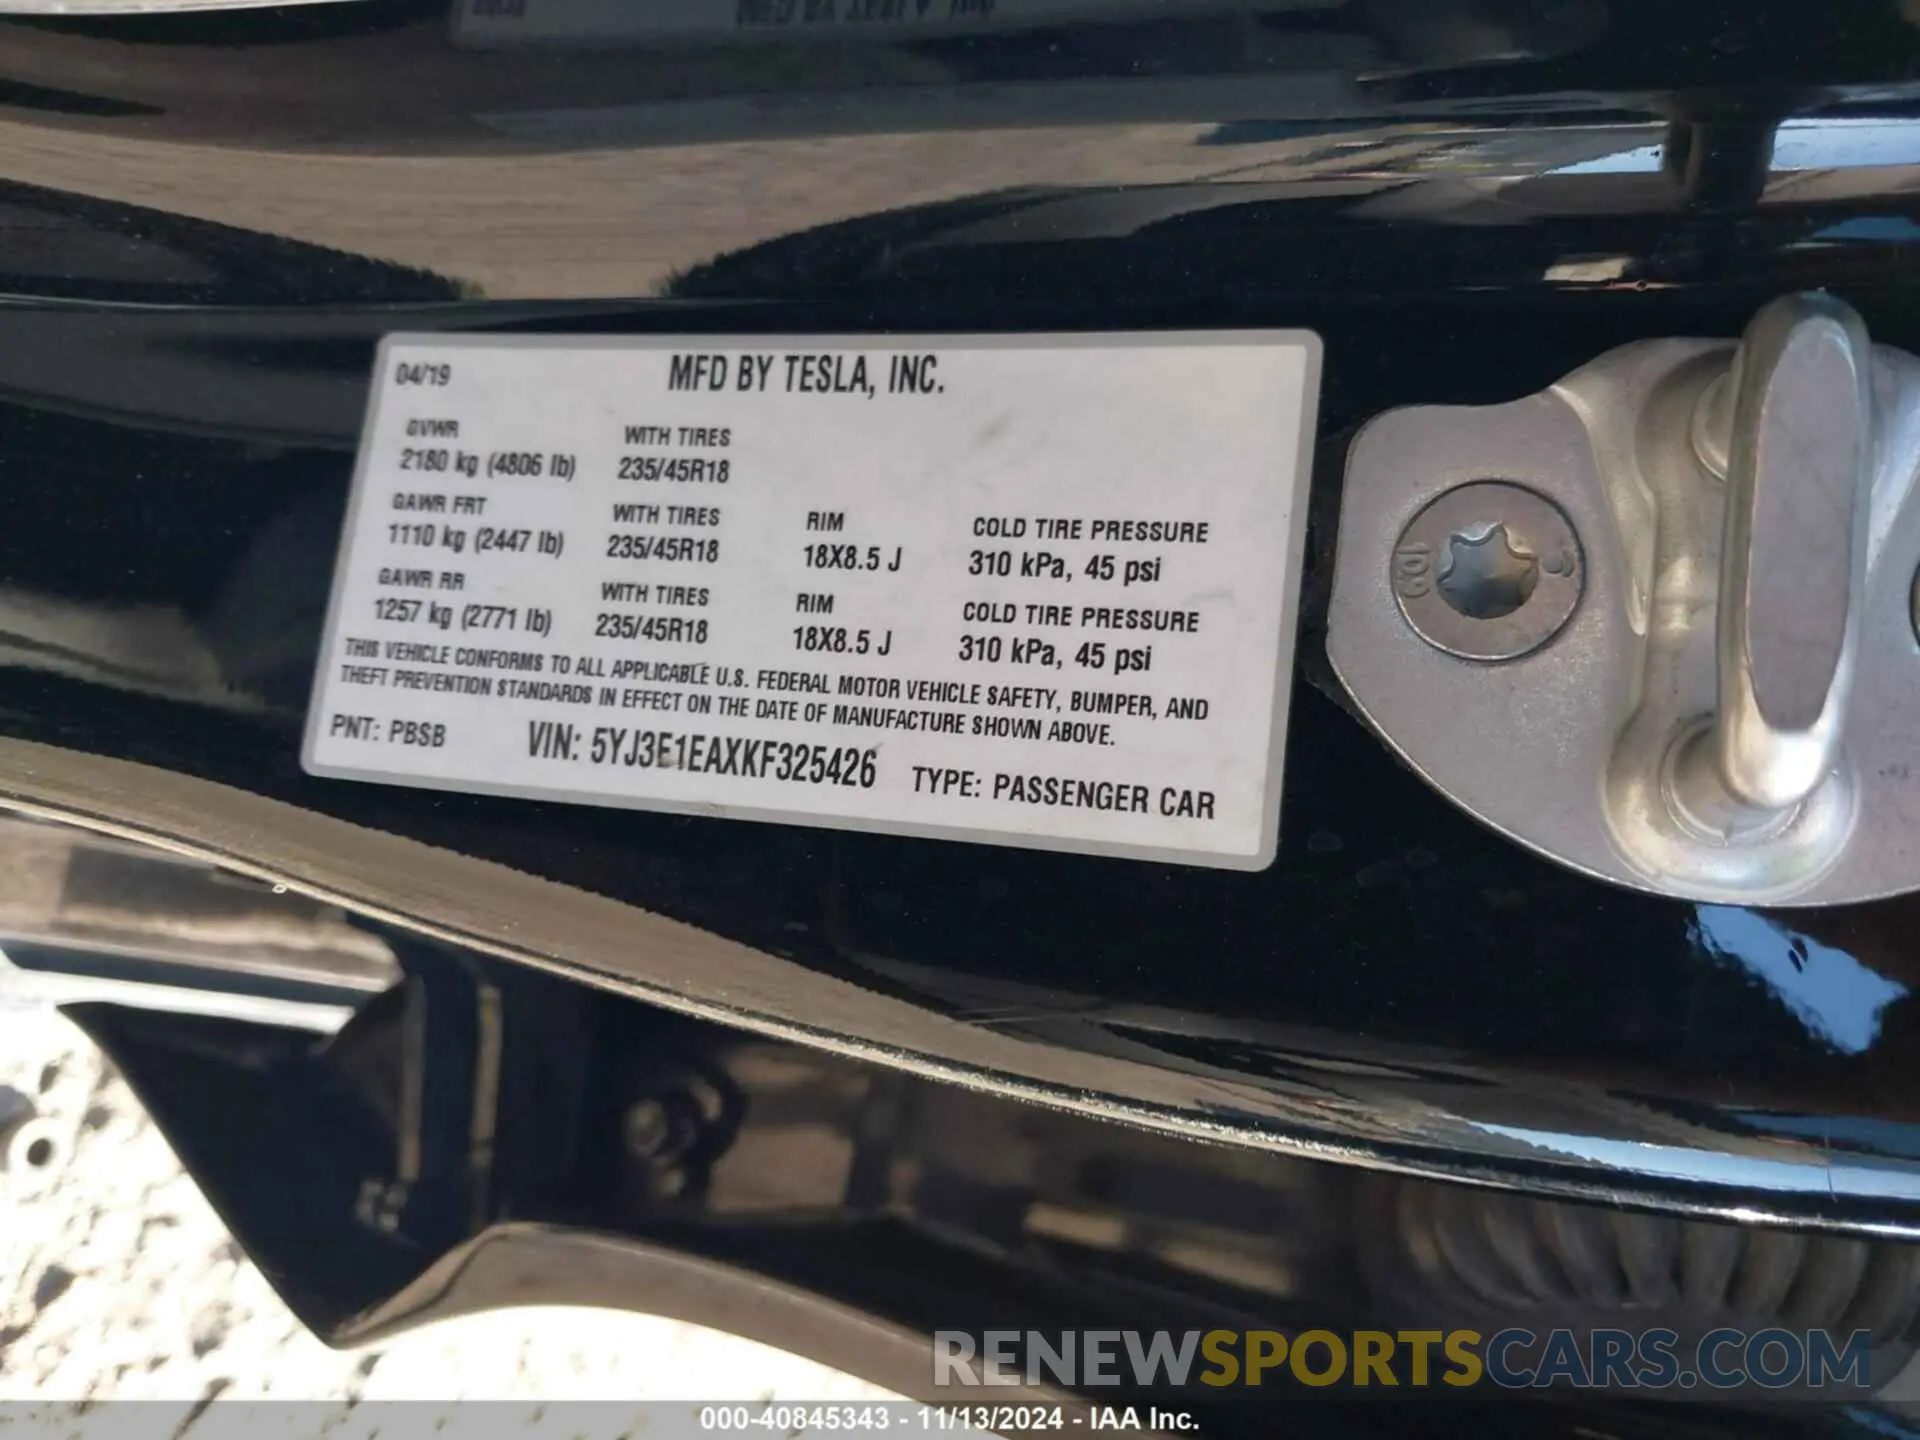 04/19 MFD BY TESLA, INC.
GVWR WITH TIRES
2180 kg (4806 lb) 235/45R18
GAWR FRT WITH TIRES RIM COLD TIRE PRESSURE
1110 kg (2447 lb) 235/45R18 18X8.5 J 310 kPa, 45 psi
GAWR RR WITH TIRES RIM COLD TIRE PRESSURE
1257 kg (2771 lb) 235/45R18 18X8.5 J 310 kPa, 45 psi
THIS VEHICLE CONFORMS TO ALL APPLICABLE U.S. FEDERAL MOTOR VEHICLE SAFETY, BUMPER, AND
THEFT PREVENTION STANDARDS IN EFFECT ON THE DATE OF MANUFACTURE SHOWN ABOVE.
PNT: PBSB VIN: 5YJ3E1EAXKF325426 TYPE: PASSENGER CAR
10.9
RENEWSPORTSCARS.COM
000-40845343 - 11/13/2024 - IAA Inc.